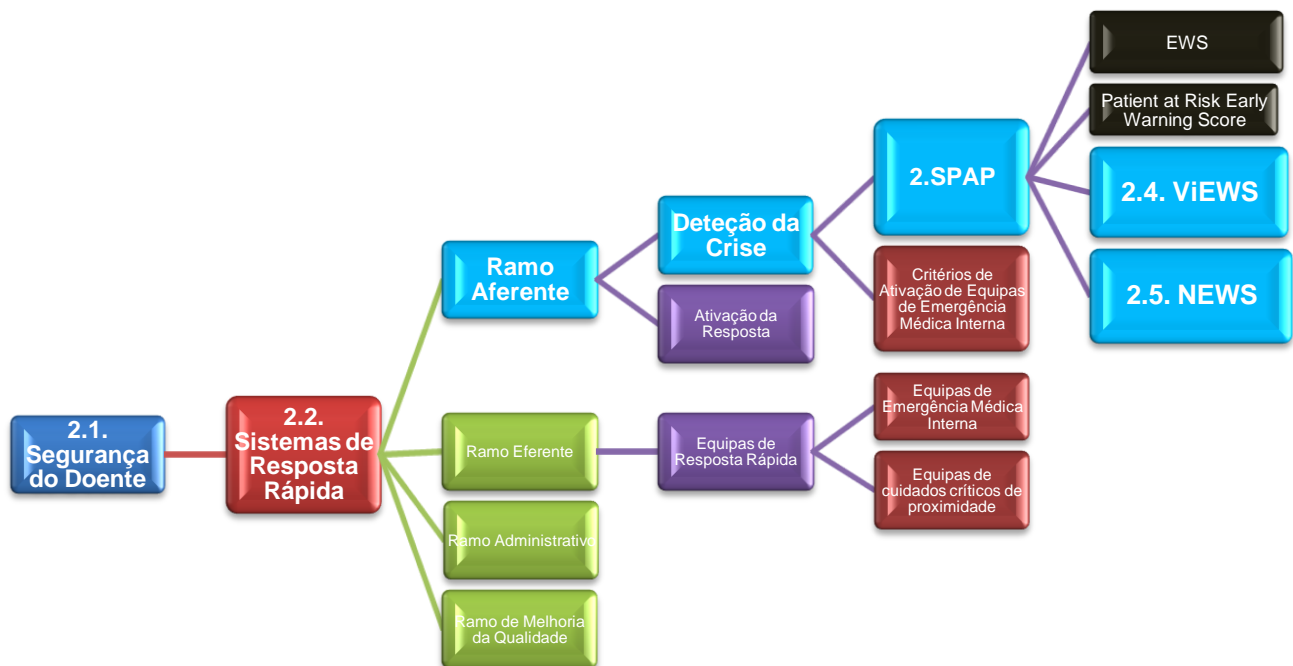 EWS
Patient at Risk Early
Warning Score
2.SPAP
2.4. ViEWS
Deteção da
Crise
Ramo
Aferente
2.5. NEWS
Critérios de
Ativação de Equipas
de Emergência
Médica Interna
Ativação da
Resposta
2.1.
Segurança
do Doente
2.2.
Sistemas de
Resposta
Rápida
Ramo Eferente
Equipas de
Resposta Rápida
Equipas de
Emergência Médica
Interna
Equipas de
cuidados críticos de
proximidade
Ramo Administrativo
Ramo de Melhoria
da Qualidade